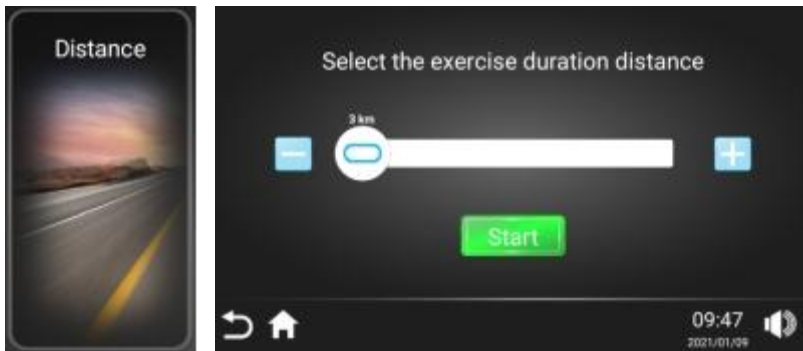 Distance
Select the exercise duration distance
3 km
Start
09:47
2021/01/09